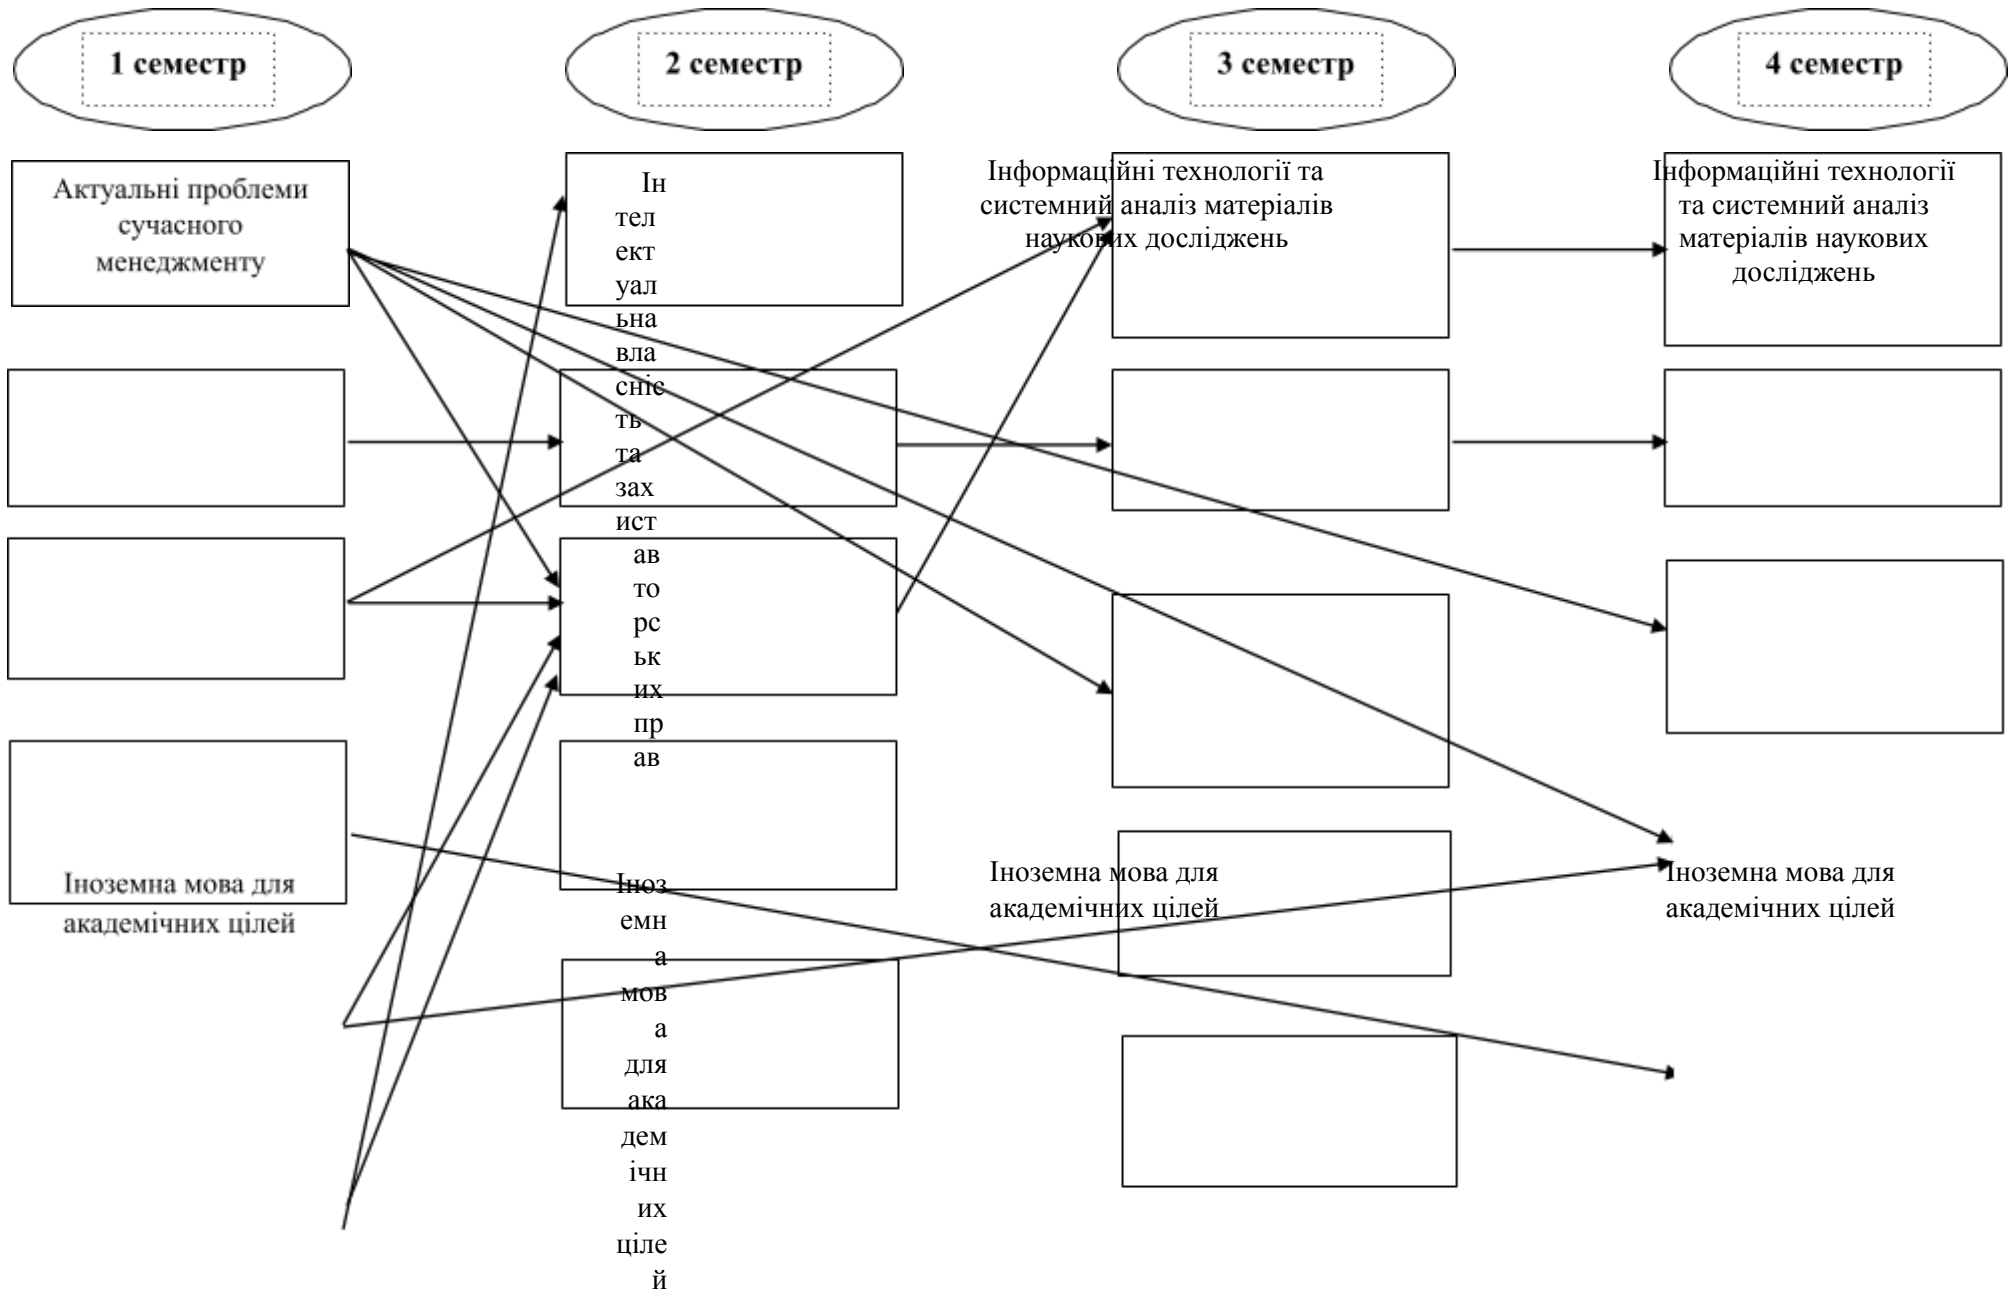 1 семестр
2 семестр
3 семестр
4 семестр
Актуальні проблеми
сучасного
менеджменту
Ін
тел
ект
уал
ьна
вла
сніс
ть
та
зах
ист
ав
то
рс
ьк
их
пр
ав
Інформаційні технології та
системний аналіз матеріалів
наукових досліджень
Інформаційні технології
та системний аналіз
матеріалів наукових
досліджень
Іноземна мова для
академічних цілей
Іноз
емн
а
мов
а
для
ака
дем
ічн
их
ціле
й
Іноземна мова для
академічних цілей
Іноземна мова для
академічних цілей